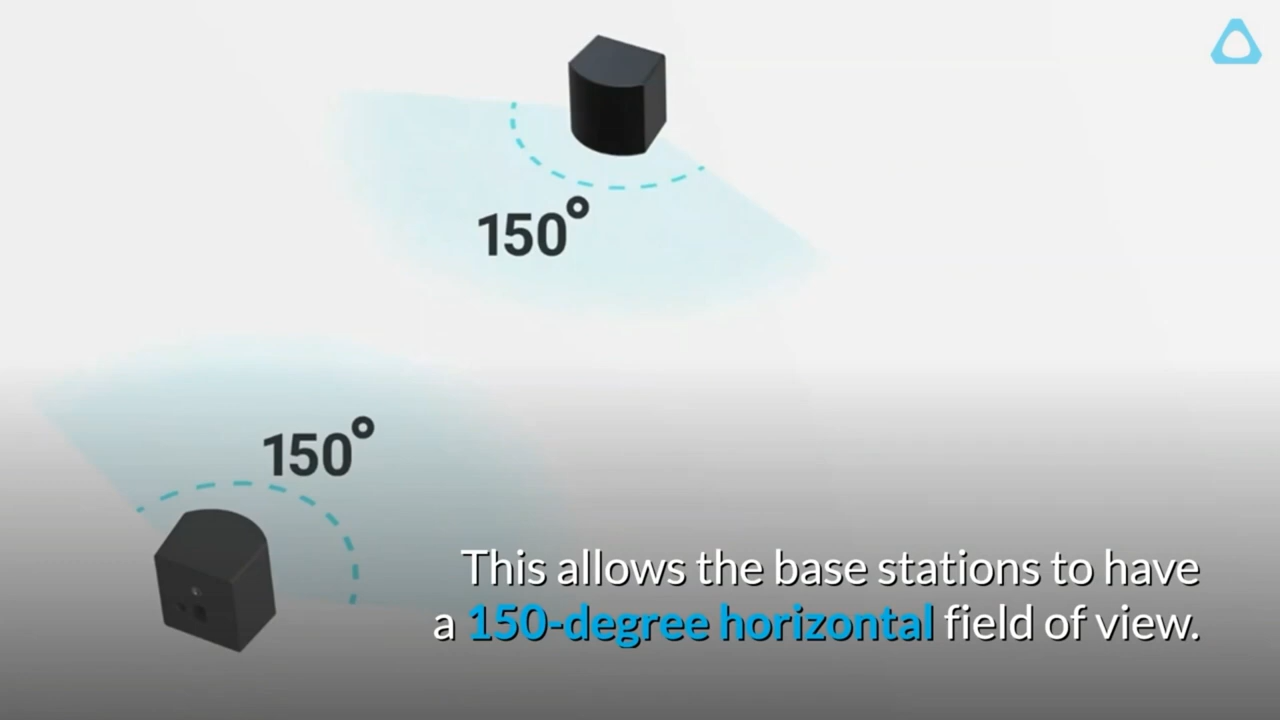 150°
150°
This allows the base stations to have
a 150-degree horizontal field of view.